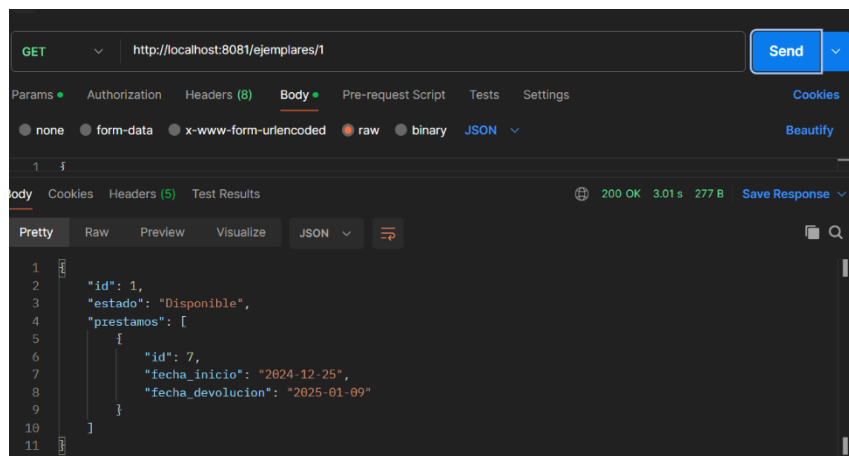 GET http://localhost:8081/ejemplares/1 Send
Params Authorization Headers (8) Body Pre-request Script Tests Settings Cookies
none form-data x-www-form-urlencoded raw binary JSON Beautify
1 {
Body Cookies Headers (5) Test Results 200 OK 3.01 s 277 B Save Response
Pretty Raw Preview Visualize JSON
1 {
2 "id": 1,
3 "estado": "Disponible",
4 "prestamos": [
5 {
6 "id": 7,
7 "fecha_inicio": "2024-12-25",
8 "fecha_devolucion": "2025-01-09"
9 }
10 ]
11 }